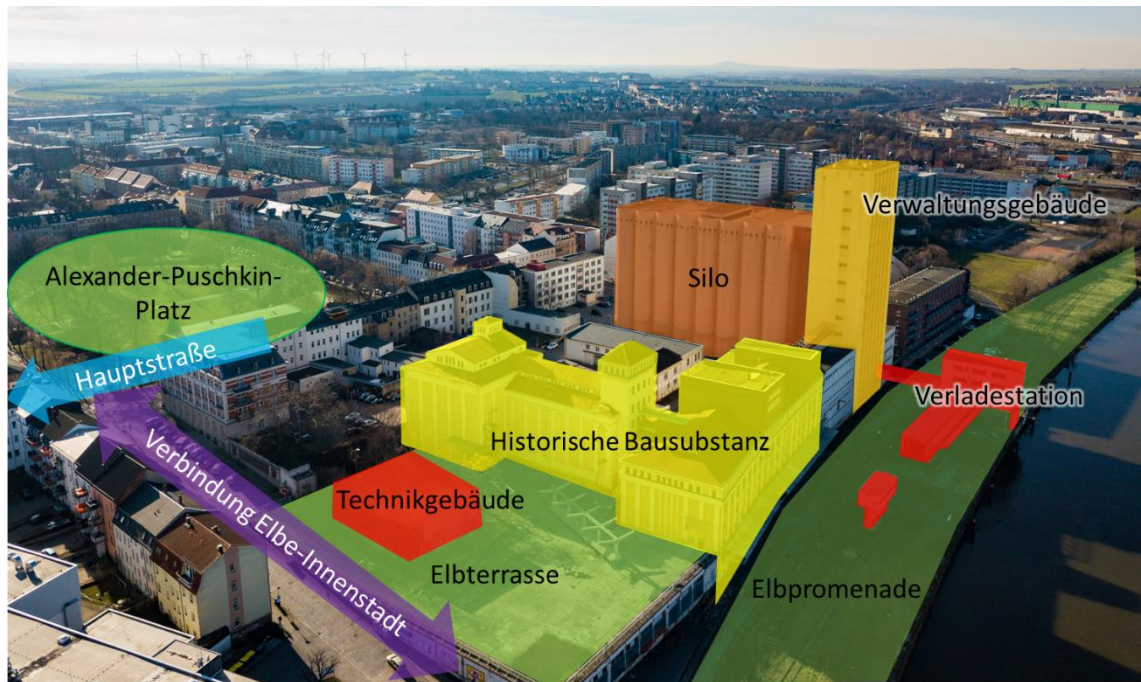 Alexander-Puschkin-
Platz
Hauptstraße
Verbindung Elbe-Innenstadt
Silo
Verwaltungsgebäude
Verladestation
Historische Bausubstanz
Technikgebäude
Elbterrasse
Elbpromenade